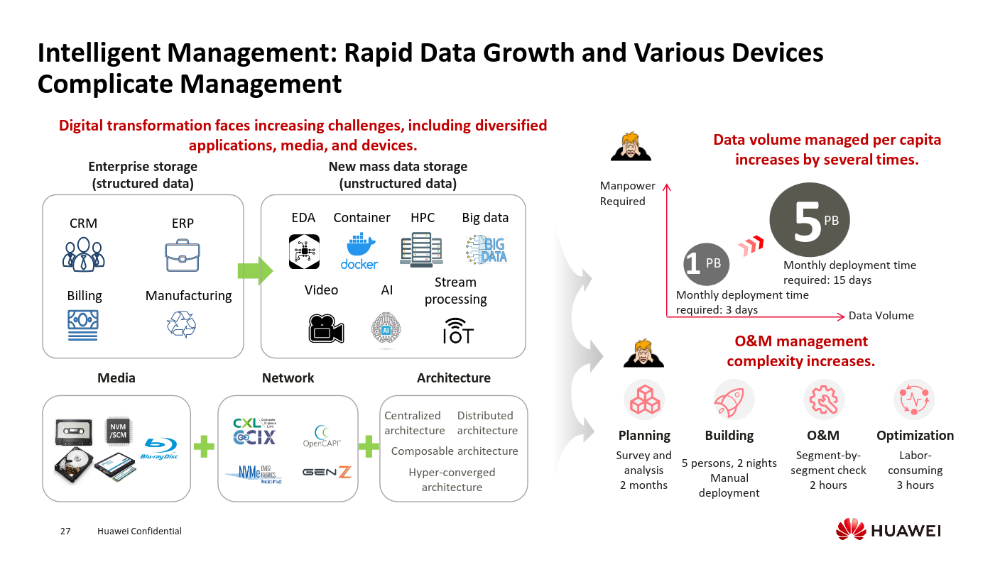 Intelligent Management: Rapid Data Growth and Various Devices
Complicate Management
Digital transformation faces increasing challenges, including diversified
applications, media, and devices.
Enterprise storage
(structured data)
CRM
ERP
Billing
Manufacturing
New mass data storage
(unstructured data)
EDA
Container
HPC
Big data
docker
BIG
DATA
Video
AI
Stream
processing
AI
IoT
Media
NVM
/SCM
Blu-ray Disc
Network
CXL Compute
Express
Link
CCIX
OpenCAPI™
NVMe OVER
FABRICS
GEN Z
Architecture
Centralized
architecture
Distributed
architecture
Composable architecture
Hyper-converged
architecture
Data volume managed per capita
increases by several times.
Manpower
Required
5 PB
1 PB
Monthly deployment time
required: 15 days
Monthly deployment time
required: 3 days
Data Volume
O&M management
complexity increases.
Planning
Survey and
analysis
2 months
Building
5 persons, 2 nights
Manual
deployment
O&M
Segment-by-
segment check
2 hours
Optimization
Labor-
consuming
3 hours
27
Huawei Confidential
HUAWEI